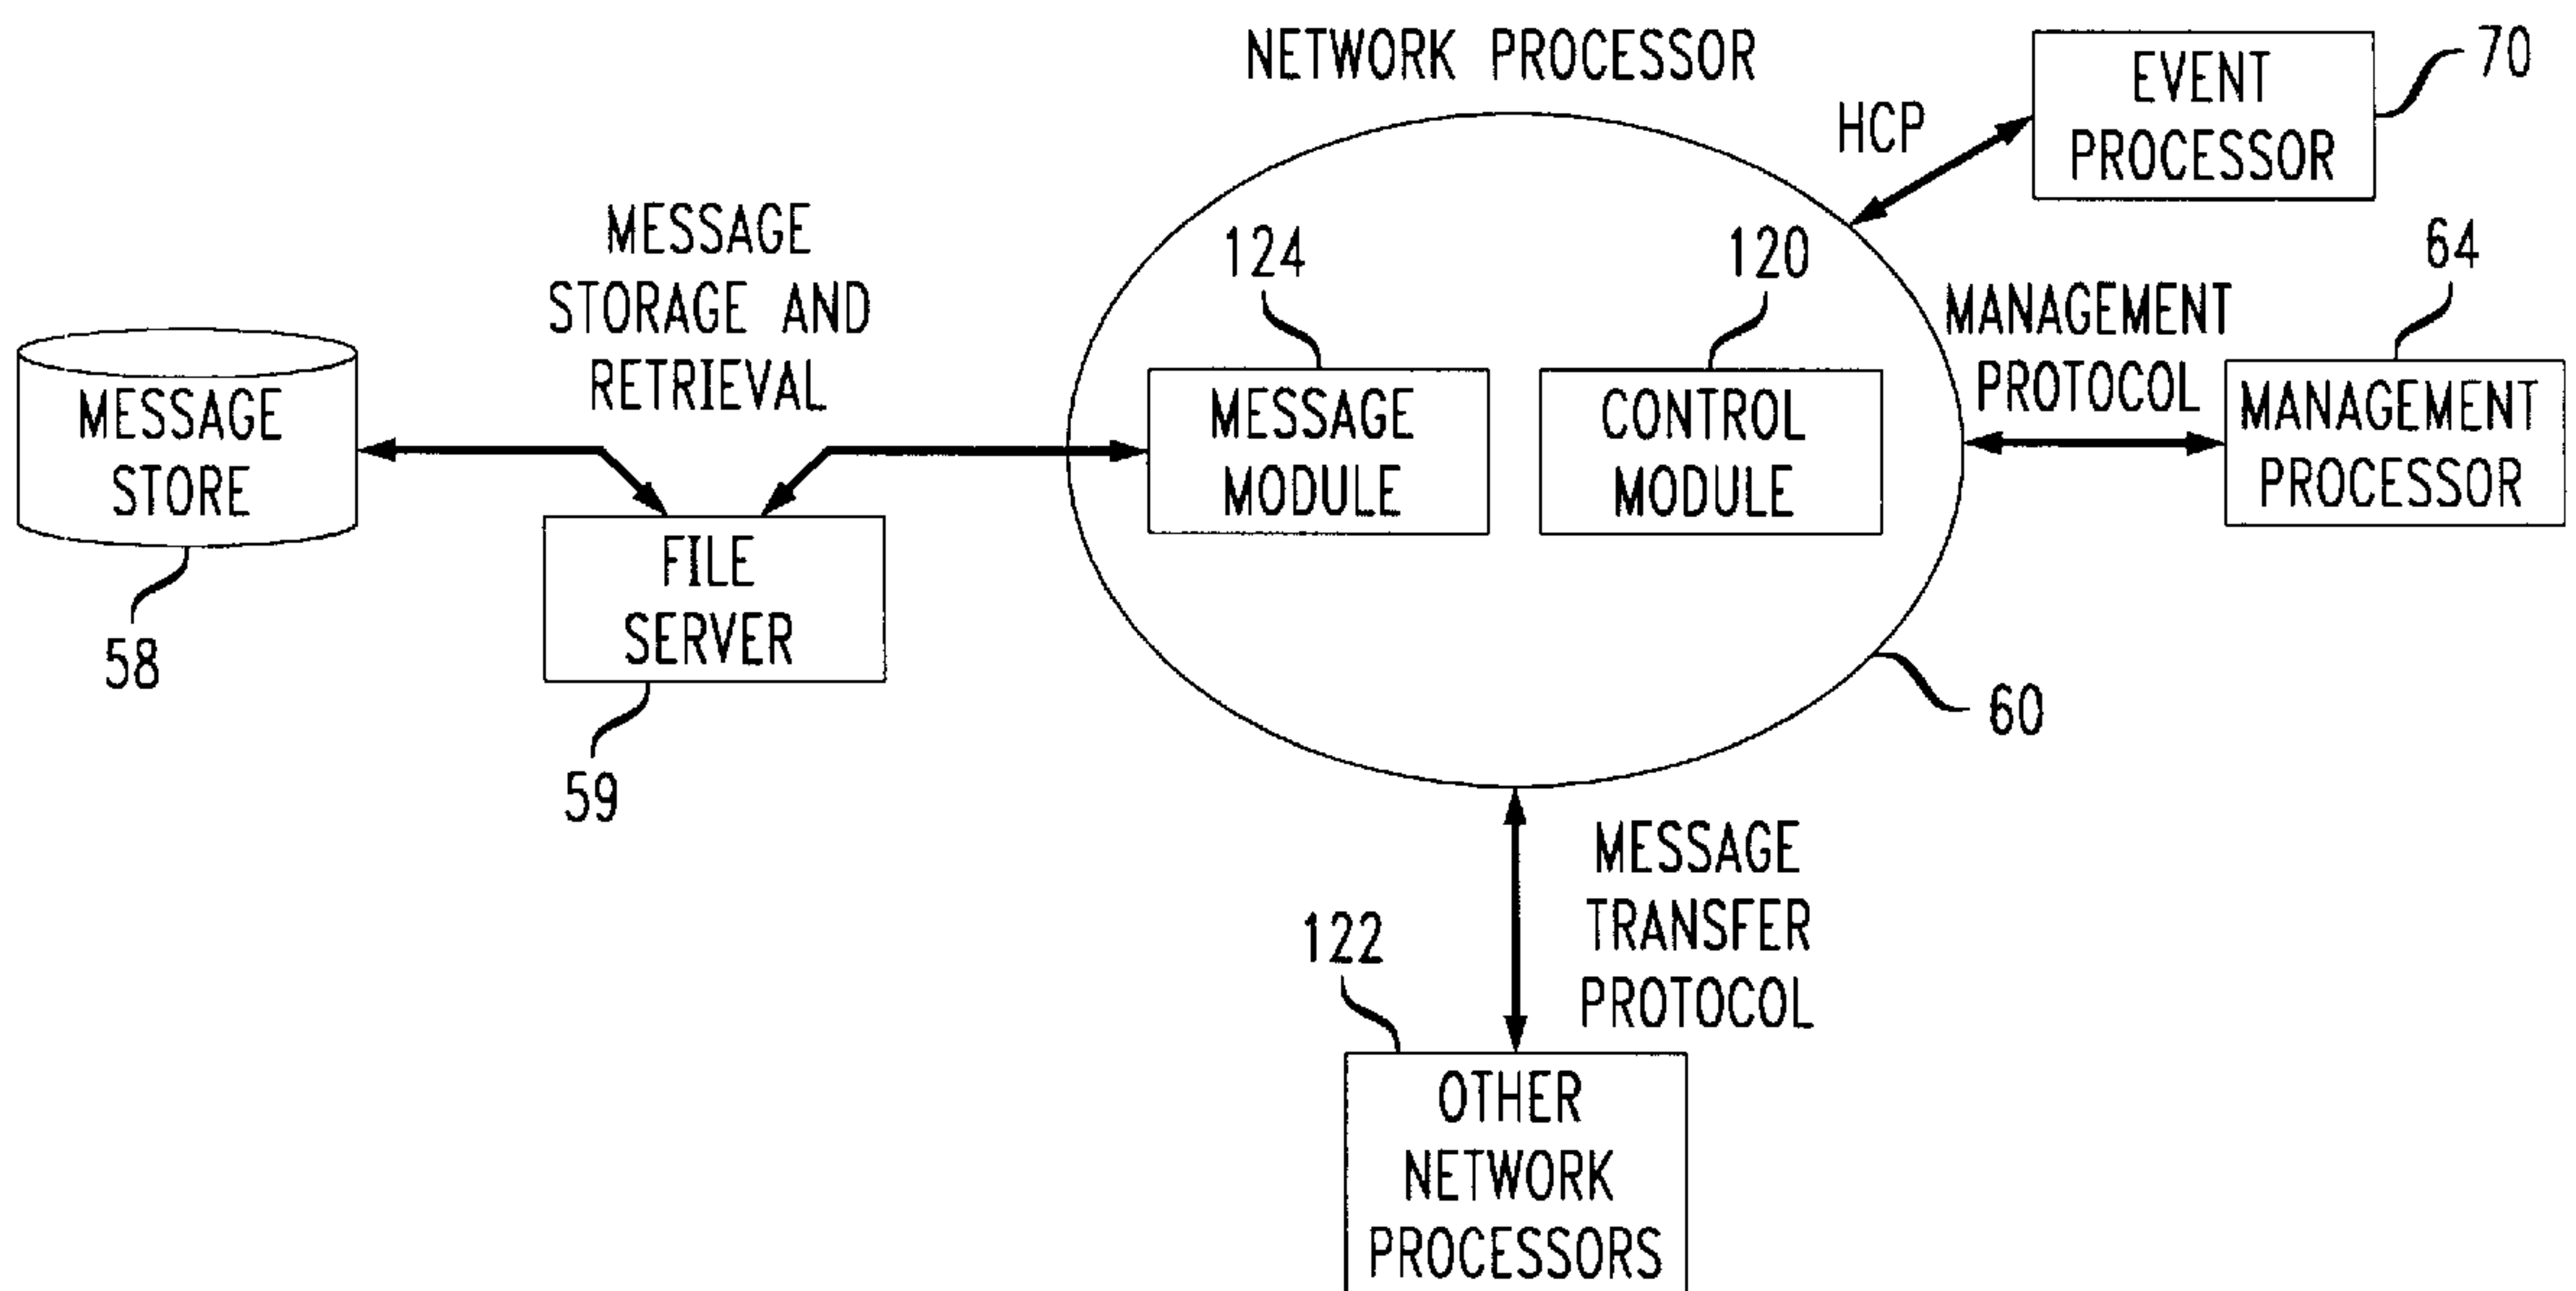 NETWORK PROCESSOR
HCP
EVENT
PROCESSOR
70
MESSAGE
STORAGE AND
RETRIEVAL
124
120
MANAGEMENT
PROTOCOL
64
MESSAGE
STORE
58
FILE
SERVER
59
MESSAGE
MODULE
CONTROL
MODULE
MANAGEMENT
PROCESSOR
60
MESSAGE
TRANSFER
PROTOCOL
122
OTHER
NETWORK
PROCESSORS